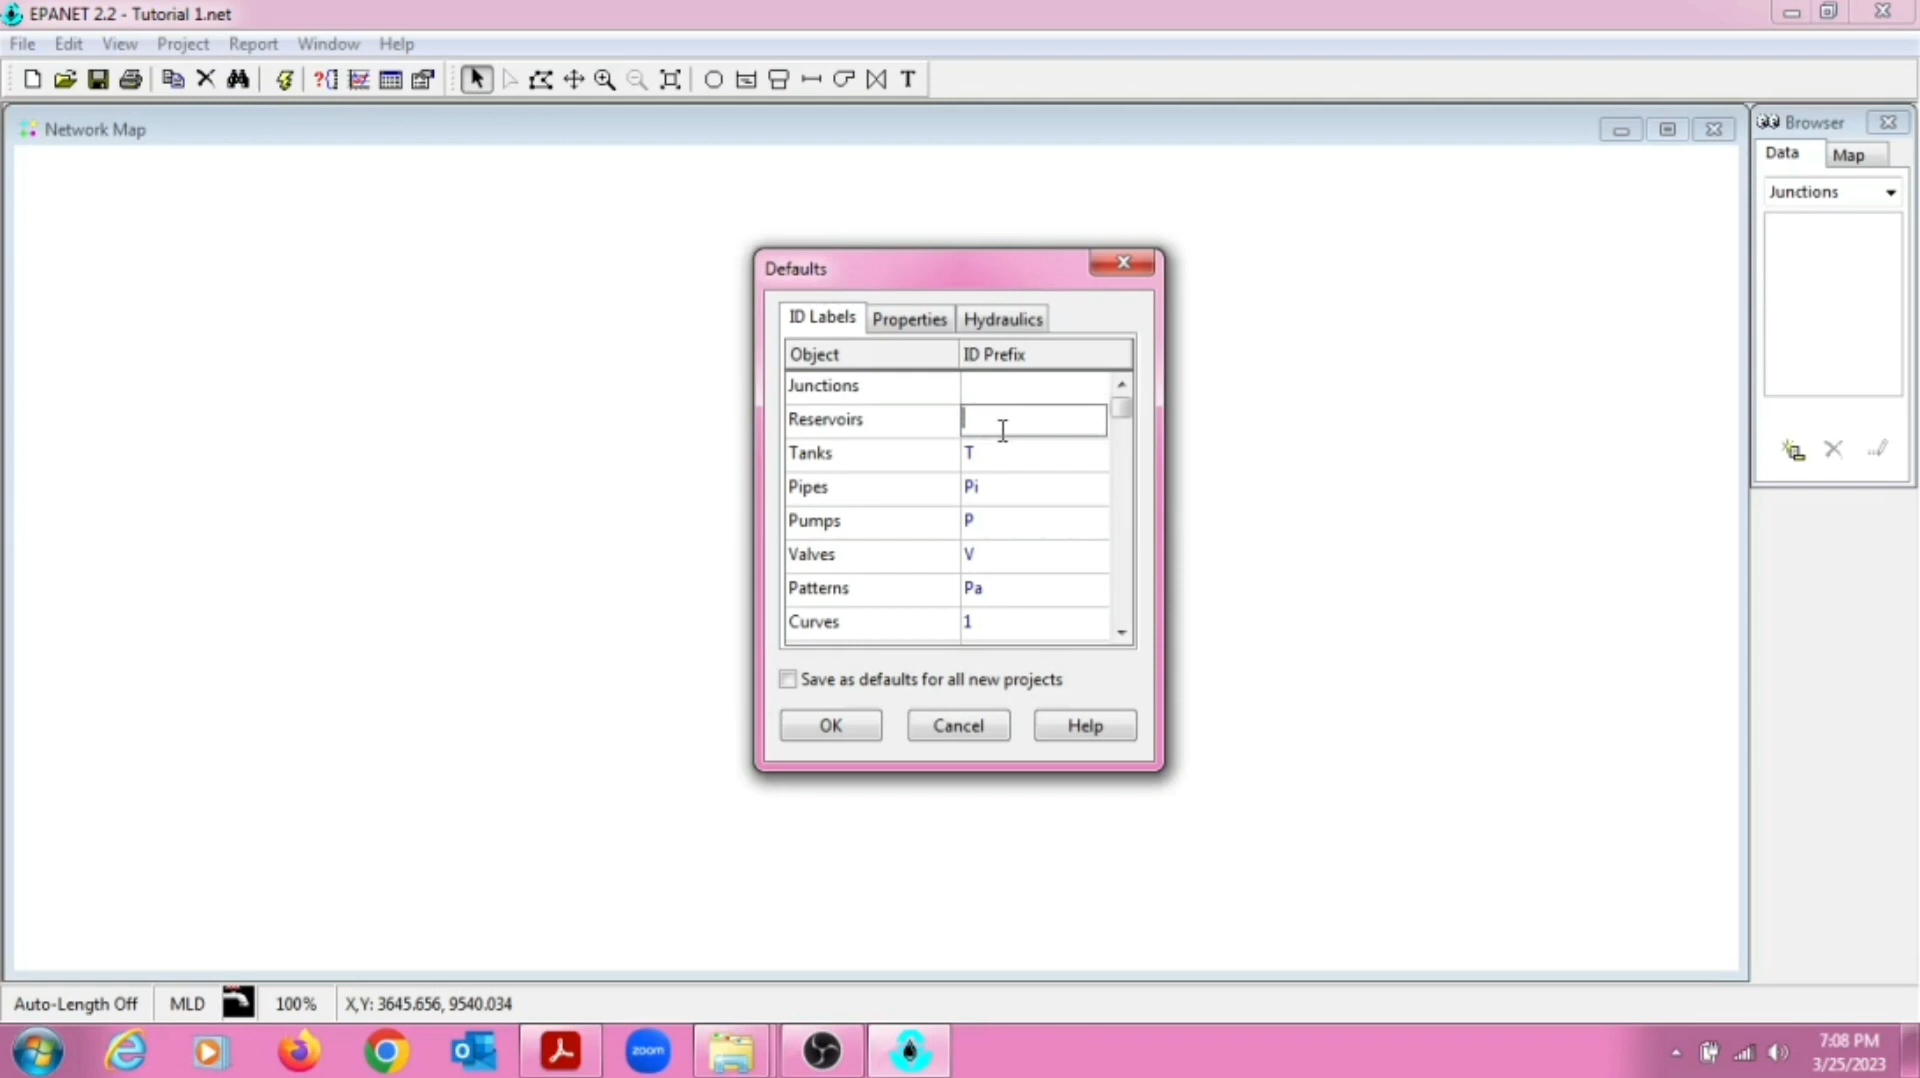 EPANET 2.2 - Tutorial 1.net
File Edit View Project Report Window Help
T
Network Map
Browser
Data Map
Junctions
Defaults
ID Labels Properties Hydraulics
Object ID Prefix
Junctions
Reservoirs
Tanks T
Pipes Pi
Pumps P
Valves V
Patterns Pa
Curves 1
Save as defaults for all new projects
OK Cancel Help
Auto-Length Off MLD 100% X,Y: 3645.656, 9540.034
zoom
7:08 PM
3/25/2023